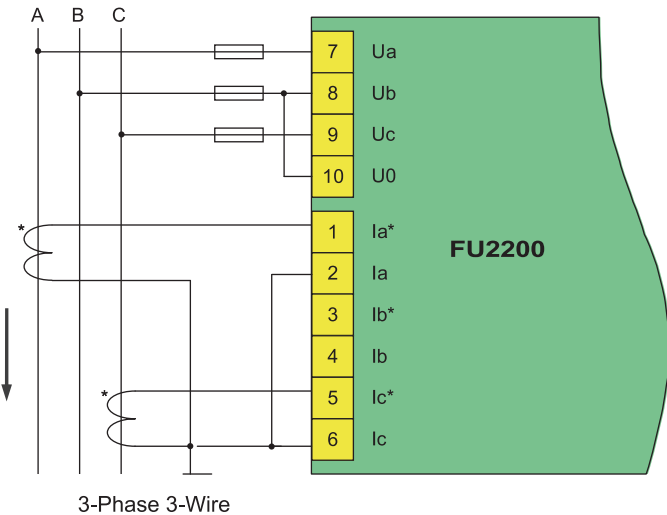 A B C
7 Ua
8 Ub
9 Uc
10 U0
* 1 Ia*
FU2200
2 Ia
3 Ib*
4 Ib
* 5 Ic*
6 Ic
3-Phase 3-Wire